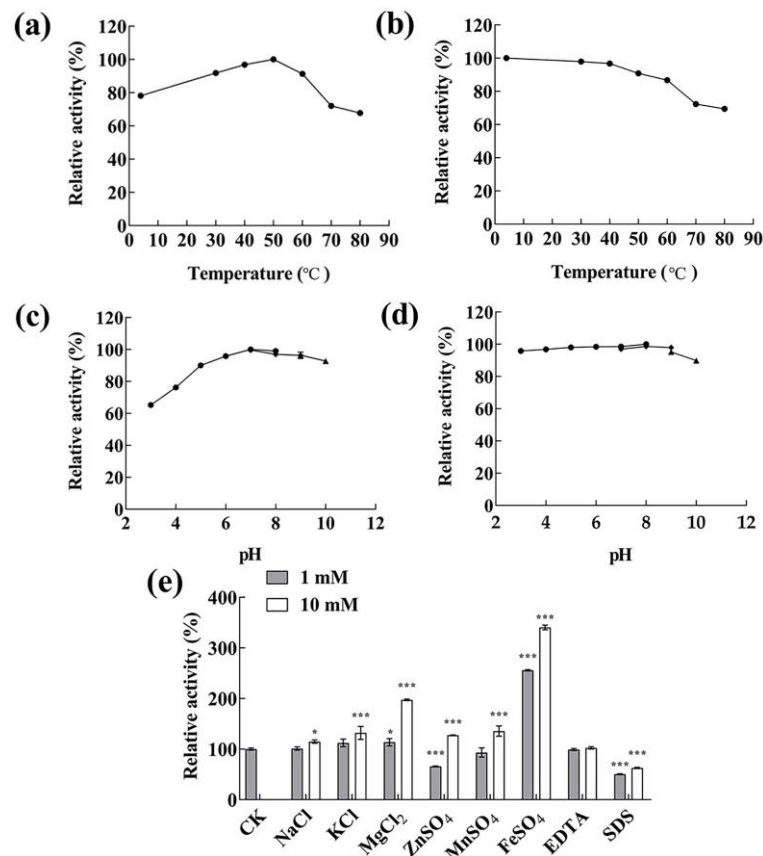 (a)
Relative activity (%)
120
100
80
60
40
20
0
0 10 20 30 40 50 60 70 80 90
Temperature (℃)
(b)
Relative activity (%)
120
100
80
60
40
20
0
0 10 20 30 40 50 60 70 80 90
Temperature (℃)
(c)
Relative activity (%)
120
100
80
60
40
20
0
2 4 6 8 10 12
pH
(d)
Relative activity (%)
120
100
80
60
40
20
0
2 4 6 8 10 12
pH
(e)
1 mM
10 mM
Relative activity (%)
400
300
200
100
0
* *** * *** *** *** *** *** *** ***
CK NaCl KCl MgCl₂ ZnSO₄ MnSO₄ FeSO₄ EDTA SDS